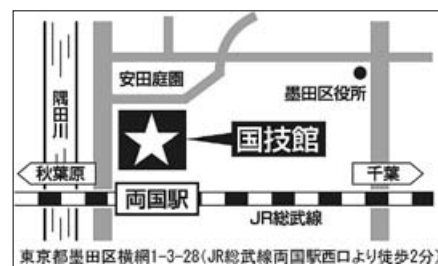 安田庭園
隅田川
墨田区役所
国技館
秋葉原
千葉
両国駅
JR総武線
東京都墨田区横網1-3-28(JR総武線両国駅西口より徒歩2分)